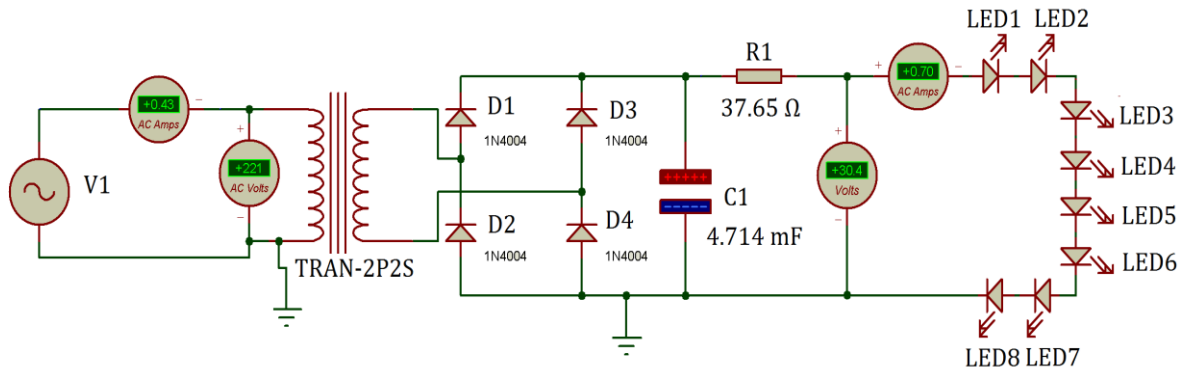 LED1 LED2
+0.43
AC Amps
V1
+221
AC Volts
TRAN-2P2S
D1
1N4004
D3
1N4004
D2
1N4004
D4
1N4004
R1
37.65 Ω
C1
4.714 mF
+0.70
AC Amps
+30.4
Volts
LED3
LED4
LED5
LED6
LED8 LED7